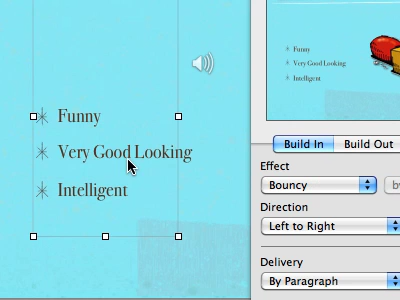 Funny
Very Good Looking
Intelligent
Funny
Very Good Looking
Intelligent
Build In
Build Out
Effect
Bouncy
by
Direction
Left to Right
Delivery
By Paragraph